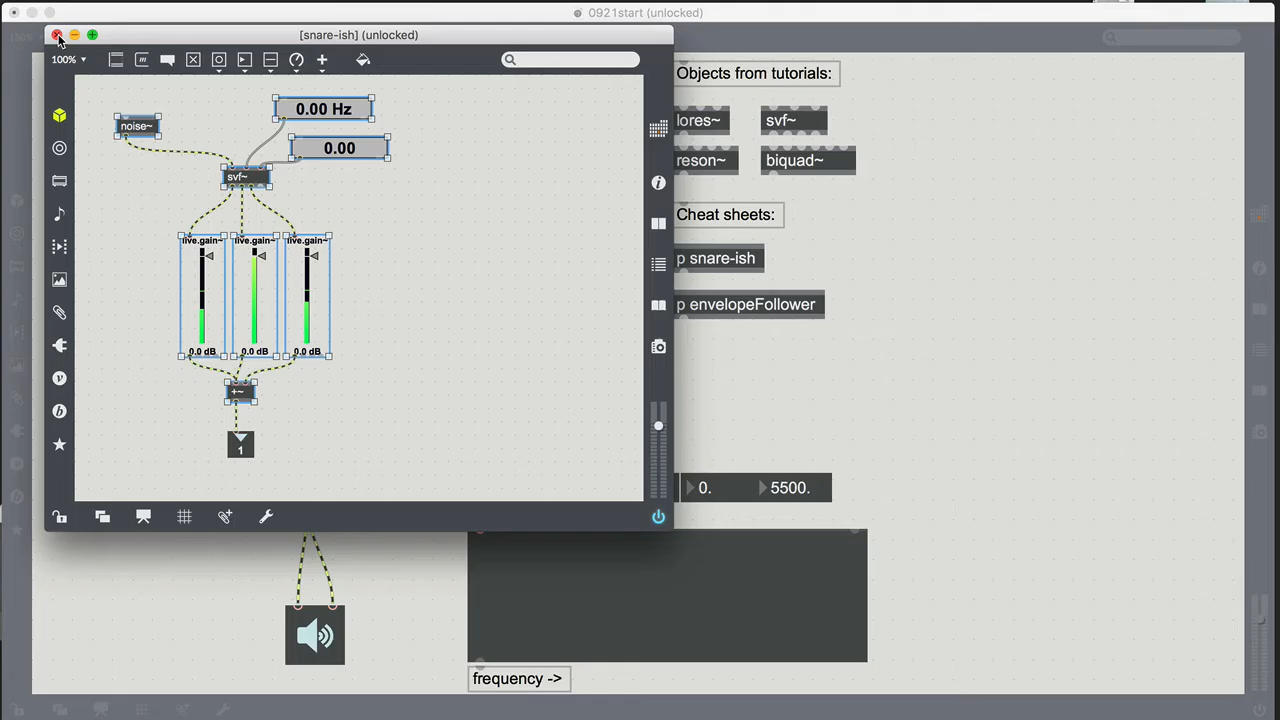 0921start (unlocked)
[snare-ish] (unlocked)
100%
m
0.00 Hz
noise~
0.00
svf~
live.gain~ live.gain~ live.gain~
0.0 dB 0.0 dB 0.0 dB
+~
1
Objects from tutorials:
lores~ svf~
reson~ biquad~
Cheat sheets:
p snare-ish
p envelopeFollower
0. 5500.
frequency ->